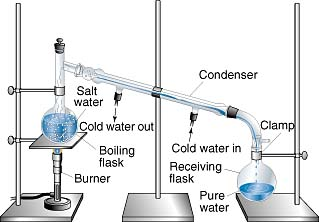 Condenser
Salt
water
Cold water out
Cold water in
Clamp
Boiling
flask
Receiving
flask
Burner
Pure
water